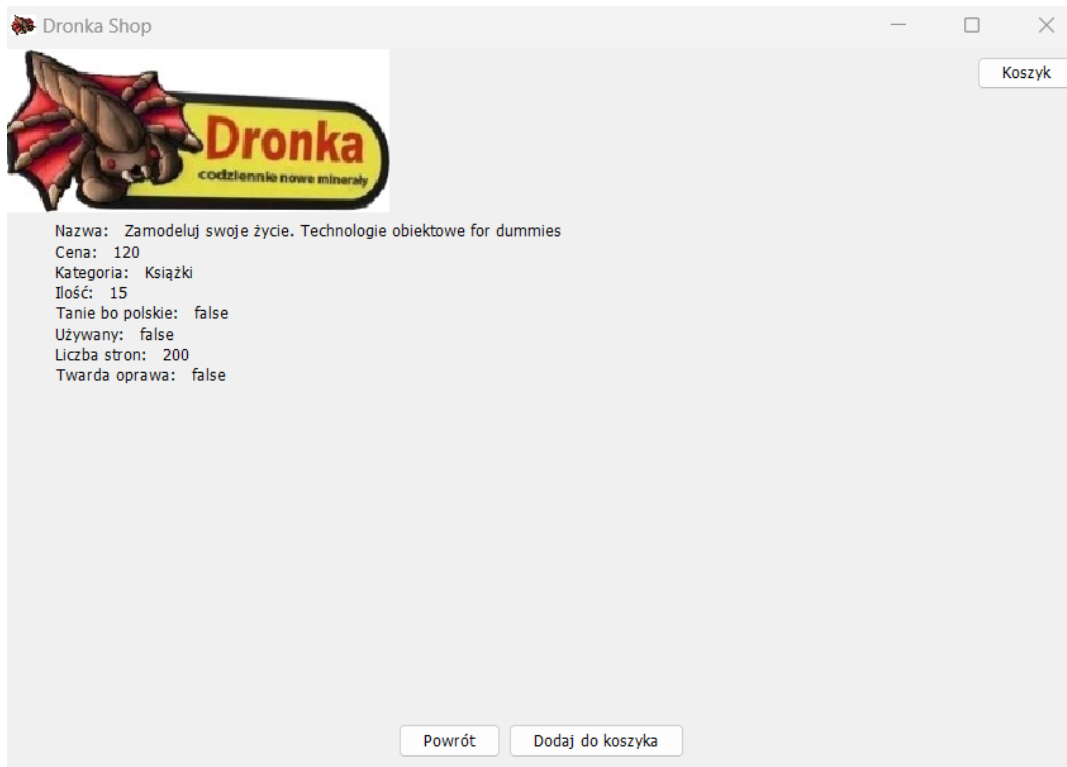 Dronka Shop
Koszyk
Dronka
codziennie nowe minerały
Nazwa: Zamodeluj swoje życie. Technologie obiektowe for dummies
Cena: 120
Kategoria: Książki
Ilość: 15
Tanie bo polskie: false
Używany: false
Liczba stron: 200
Twarda oprawa: false
Powrót
Dodaj do koszyka